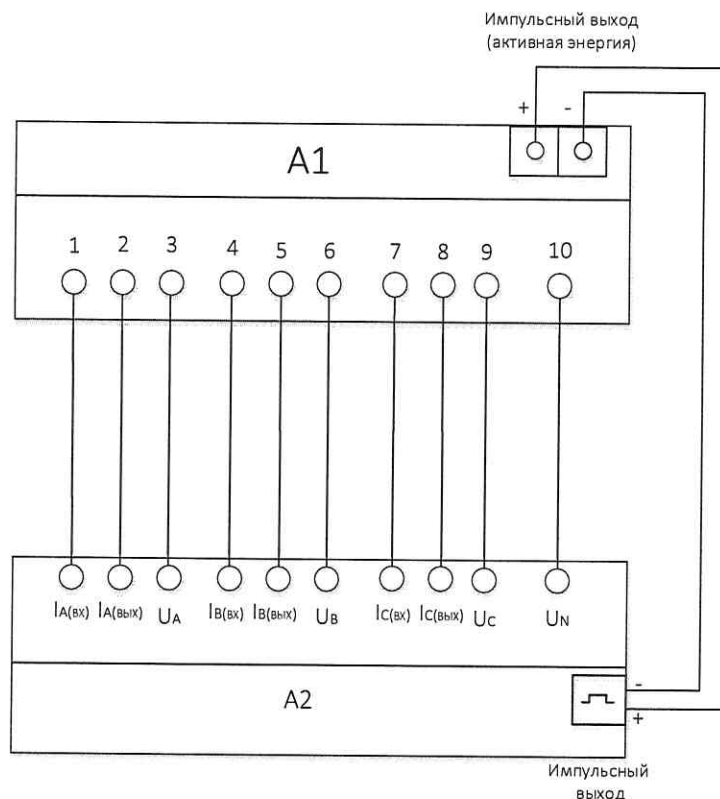 Импульсный выход
(активная энергия)
+ -
A1
1 2 3 4 5 6 7 8 9 10
IA(вх) IA(вых) UA IB(вх) IB(вых) UB IC(вх) IC(вых) UC UN
-
A2
+
Импульсный
выход